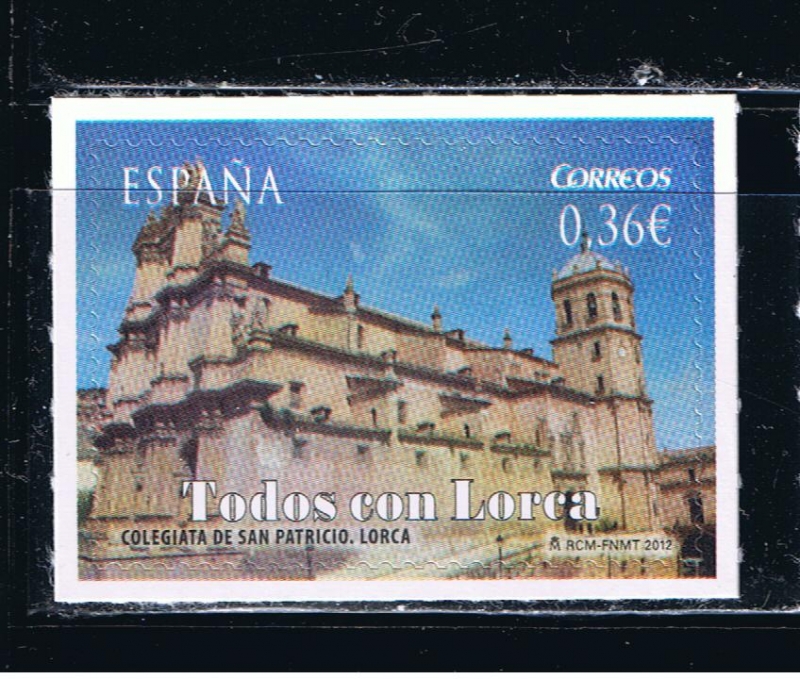 ESPAÑA
CORREOS
0,36€
Todos con Lorca
COLEGIATA DE SAN PATRICIO. LORCA
RCM-FNMT 2012